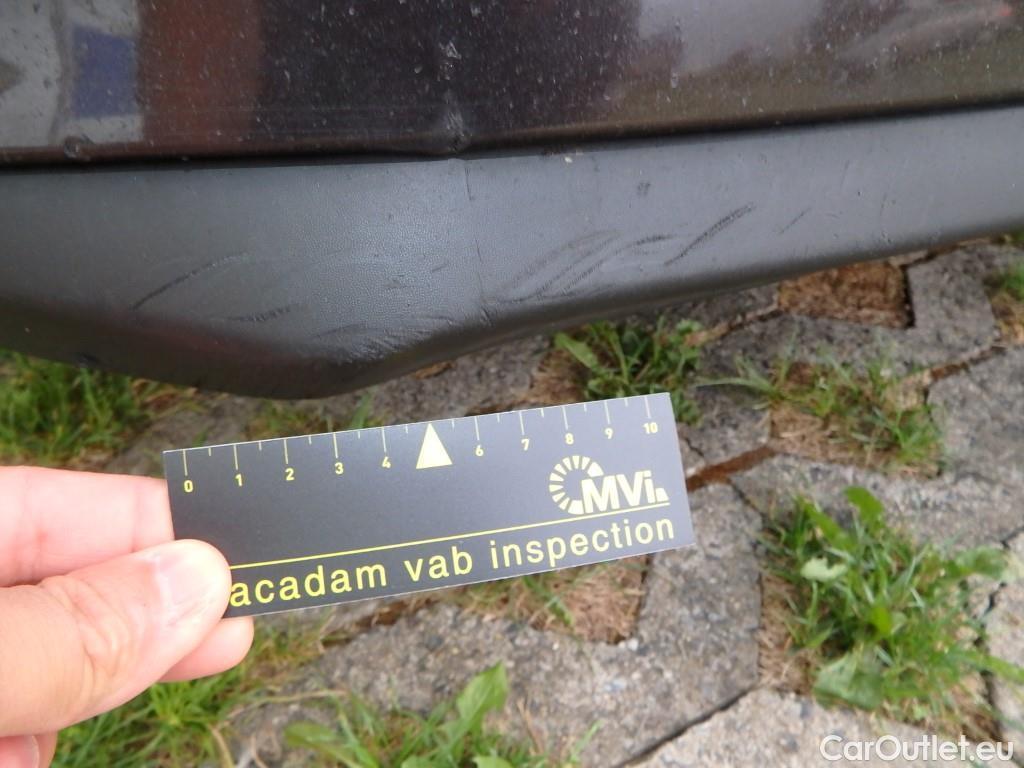 0 1 2 3 4 6 7 8 9 10
MVi
acadam vab inspection
CarOutlet.eu